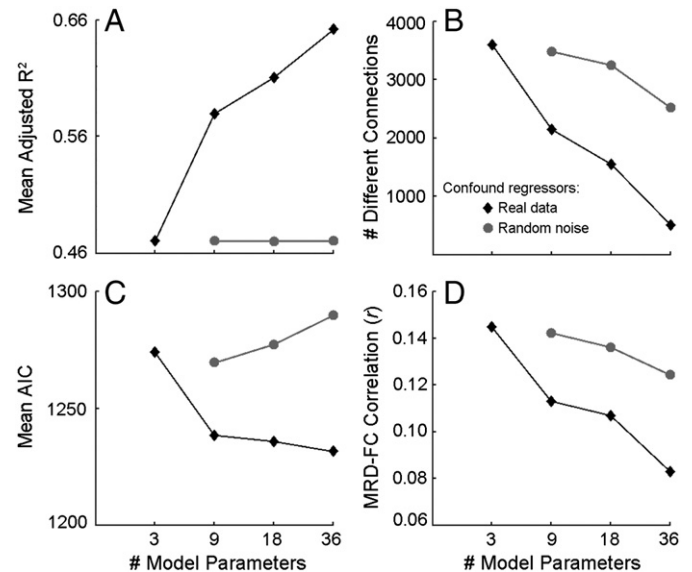 A
Mean Adjusted R²
0.66
0.56
0.46
B
# Different Connections
4000
3000
2000
1000
Confound regressors:
Real data
Random noise
C
Mean AIC
1300
1250
1200
3 9 18 36
# Model Parameters
D
MRD-FC Correlation (r)
0.16
0.14
0.12
0.10
0.08
0.06
3 9 18 36
# Model Parameters